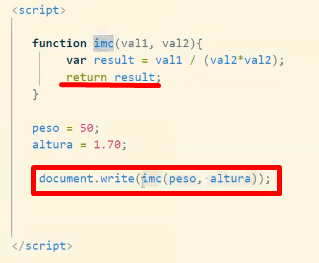 <script>
function imc(val1, val2){
var result = val1 / (val2*val2);
return result;
}
peso = 50;
altura = 1.70;
document.write(imc(peso, altura));
</script>